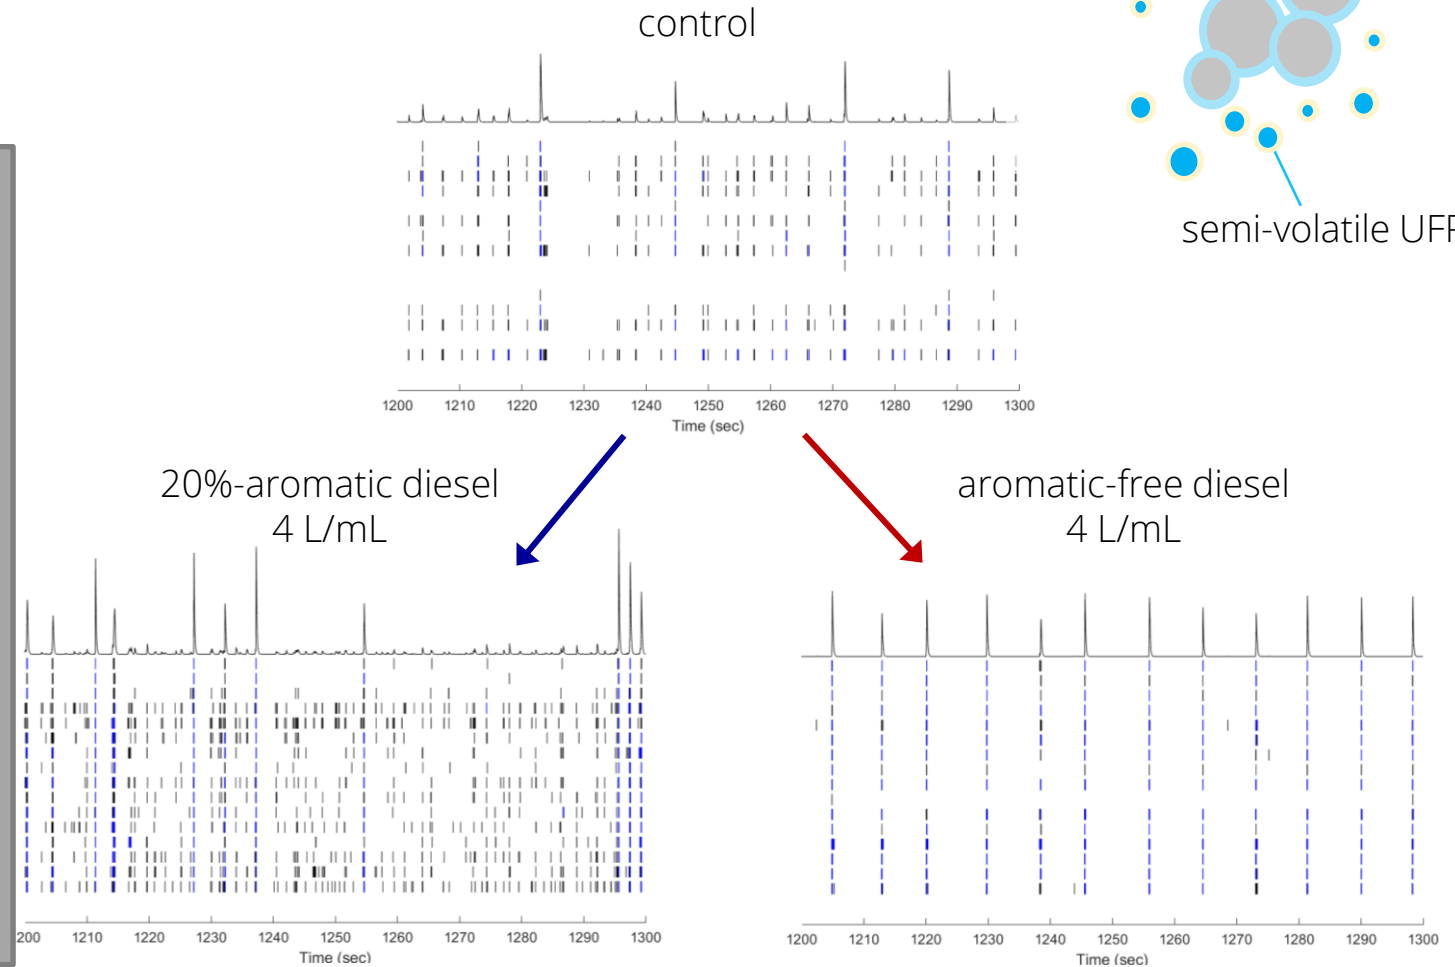 control
semi-volatile UFP
1200 1210 1220 1230 1240 1250 1260 1270 1280 1290 1300
Time (sec)
20%-aromatic diesel
4 L/mL
aromatic-free diesel
4 L/mL
200 1210 1220 1230 1240 1250 1260 1270 1280 1290 1300
Time (sec)
1200 1210 1220 1230 1240 1250 1260 1270 1280 1290 1300
Time (sec)